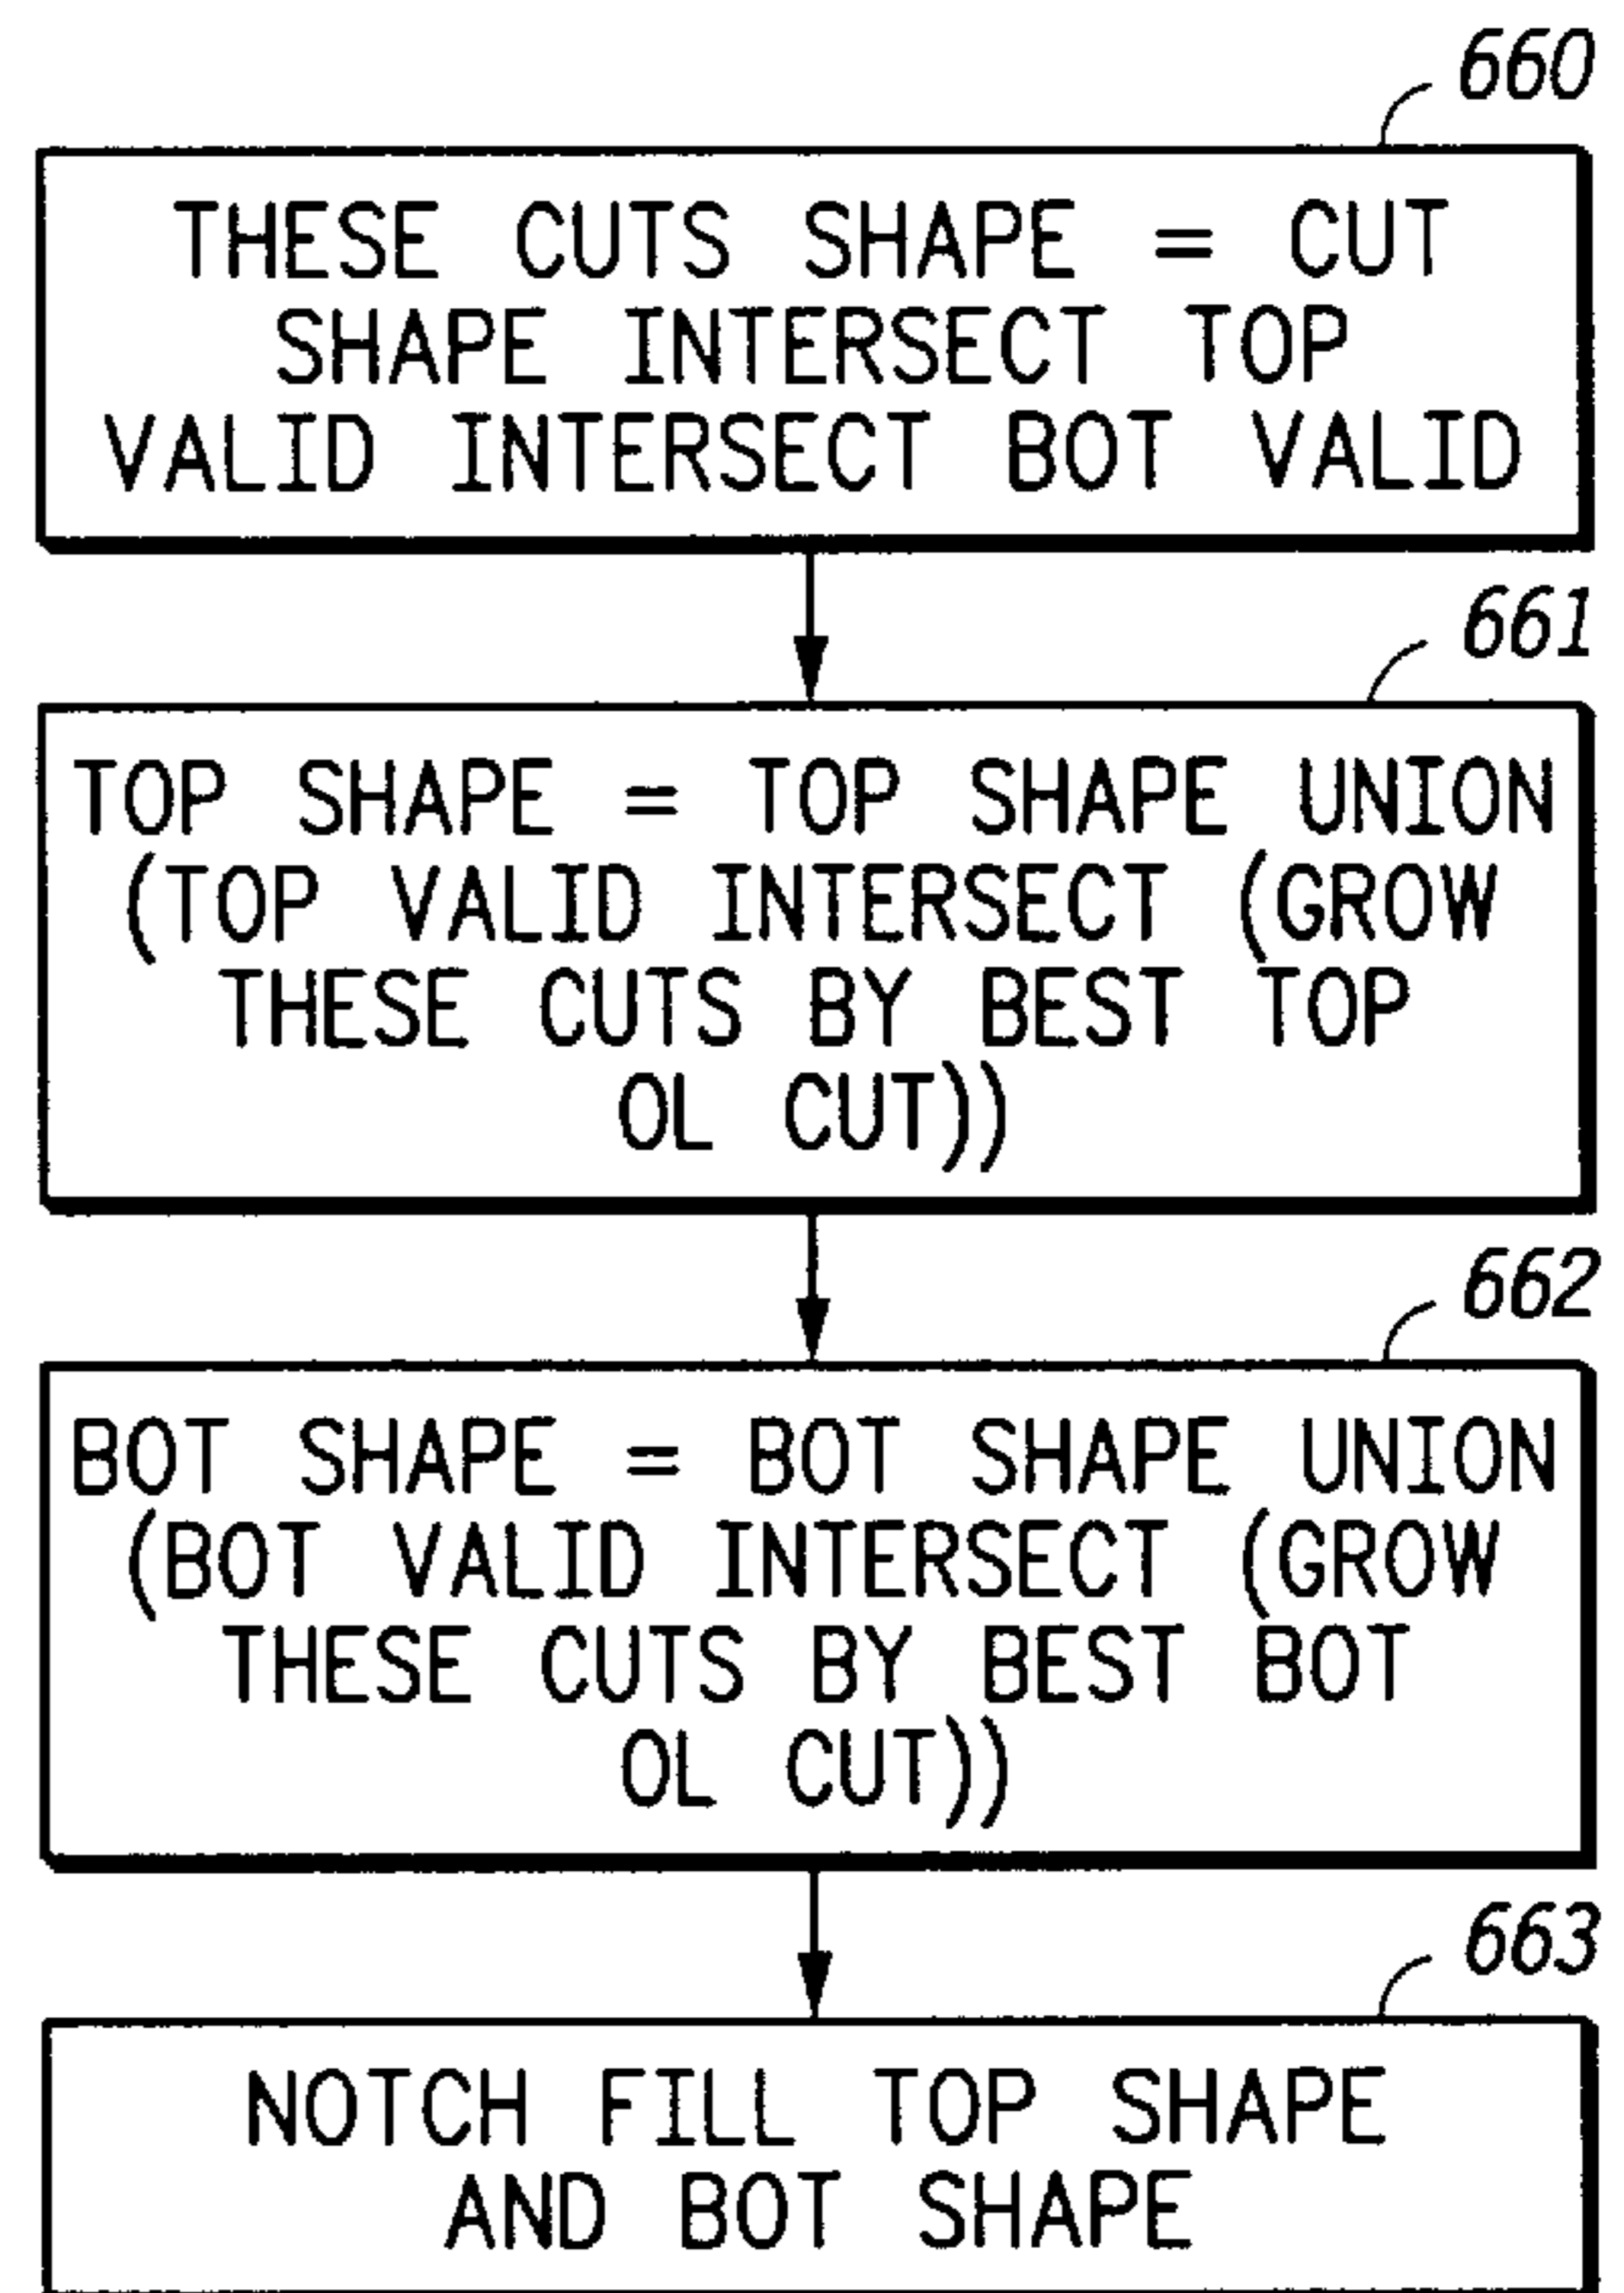 660
THESE CUTS SHAPE = CUT
SHAPE INTERSECT TOP
VALID INTERSECT BOT VALID
661
TOP SHAPE = TOP SHAPE UNION
(TOP VALID INTERSECT (GROW
THESE CUTS BY BEST TOP
OL CUT))
662
BOT SHAPE = BOT SHAPE UNION
(BOT VALID INTERSECT (GROW
THESE CUTS BY BEST BOT
OL CUT))
663
NOTCH FILL TOP SHAPE
AND BOT SHAPE